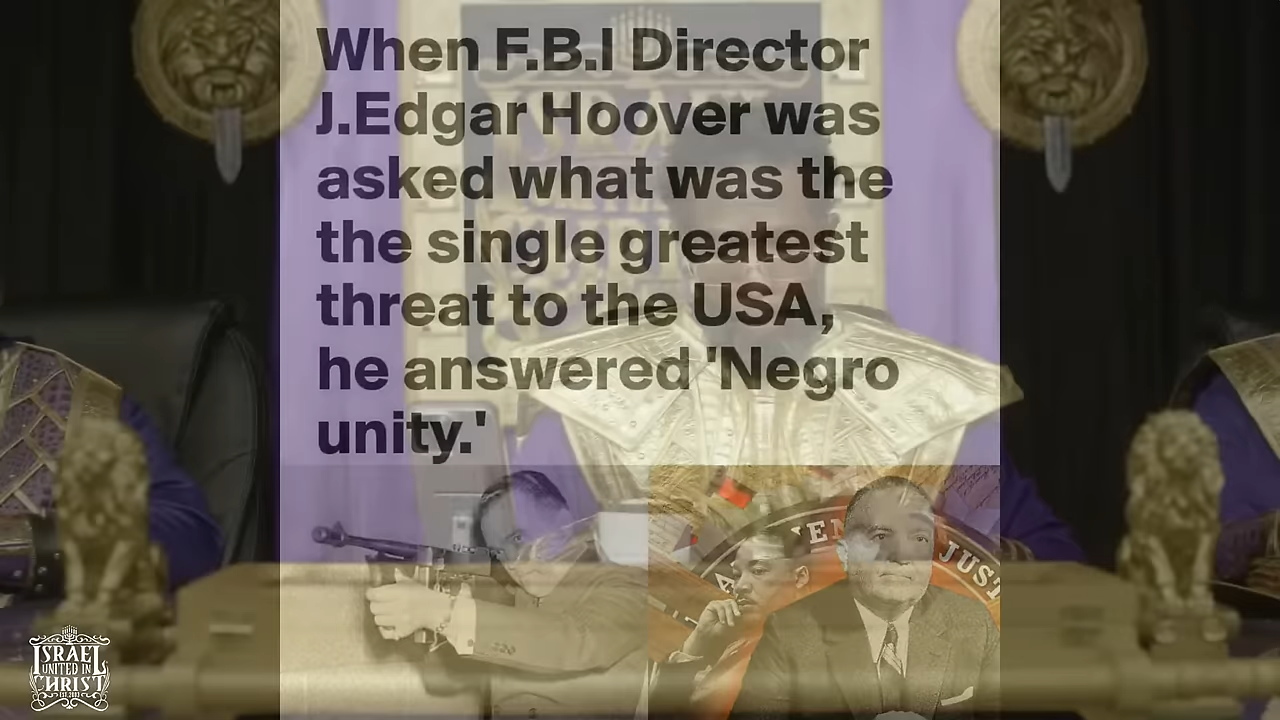 When F.B.I Director
J.Edgar Hoover was
asked what was the
the single greatest
threat to the USA,
he answered 'Negro
unity.'
JUST
ISRAEL
UNITED IN
CHRIST